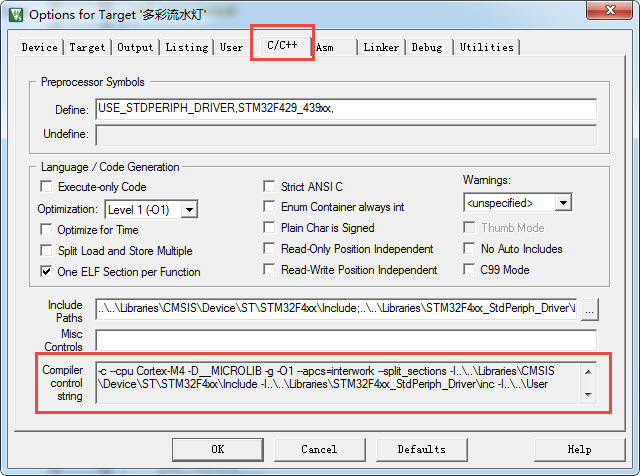 Options for Target '多彩流水灯'
Device Target Output Listing User C/C++ Asm Linker Debug Utilities
Preprocessor Symbols
Define: USE_STDPERIPH_DRIVER,STM32F429_439xx,
Undefine:
Language / Code Generation
Execute-only Code Strict ANSI C Warnings:
Optimization: Level 1 (-O1) Enum Container always int <unspecified>
Optimize for Time Plain Char is Signed Thumb Mode
Split Load and Store Multiple Read-Only Position Independent No Auto Includes
One ELF Section per Function Read-Write Position Independent C99 Mode
Include
Paths
..\..\Libraries\CMSIS\Device\ST\STM32F4xx\Include;..\..\Libraries\STM32F4xx_StdPeriph_Driver\i ...
Misc
Controls
Compiler
control
string
-c --cpu Cortex-M4 -D__MICROLIB -g -O1 --apcs=interwork --split_sections -I..\..\Libraries\CMSIS
\Device\ST\STM32F4xx\Include -I..\..\Libraries\STM32F4xx_StdPeriph_Driver\inc -I..\..\User
OK Cancel Defaults Help